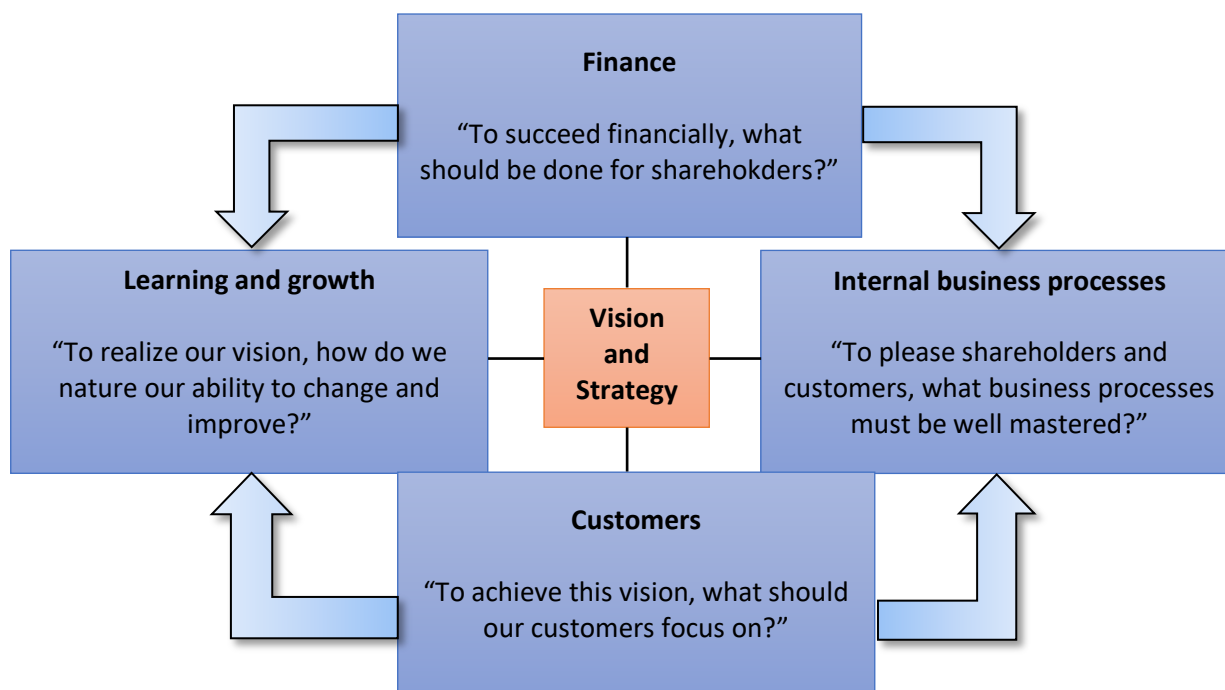 Finance
“To succeed financially, what
should be done for sharehokders?”
Learning and growth
“To realize our vision, how do we
nature our ability to change and
improve?”
Vision
and
Strategy
Internal business processes
“To please shareholders and
customers, what business processes
must be well mastered?”
Customers
“To achieve this vision, what should
our customers focus on?”